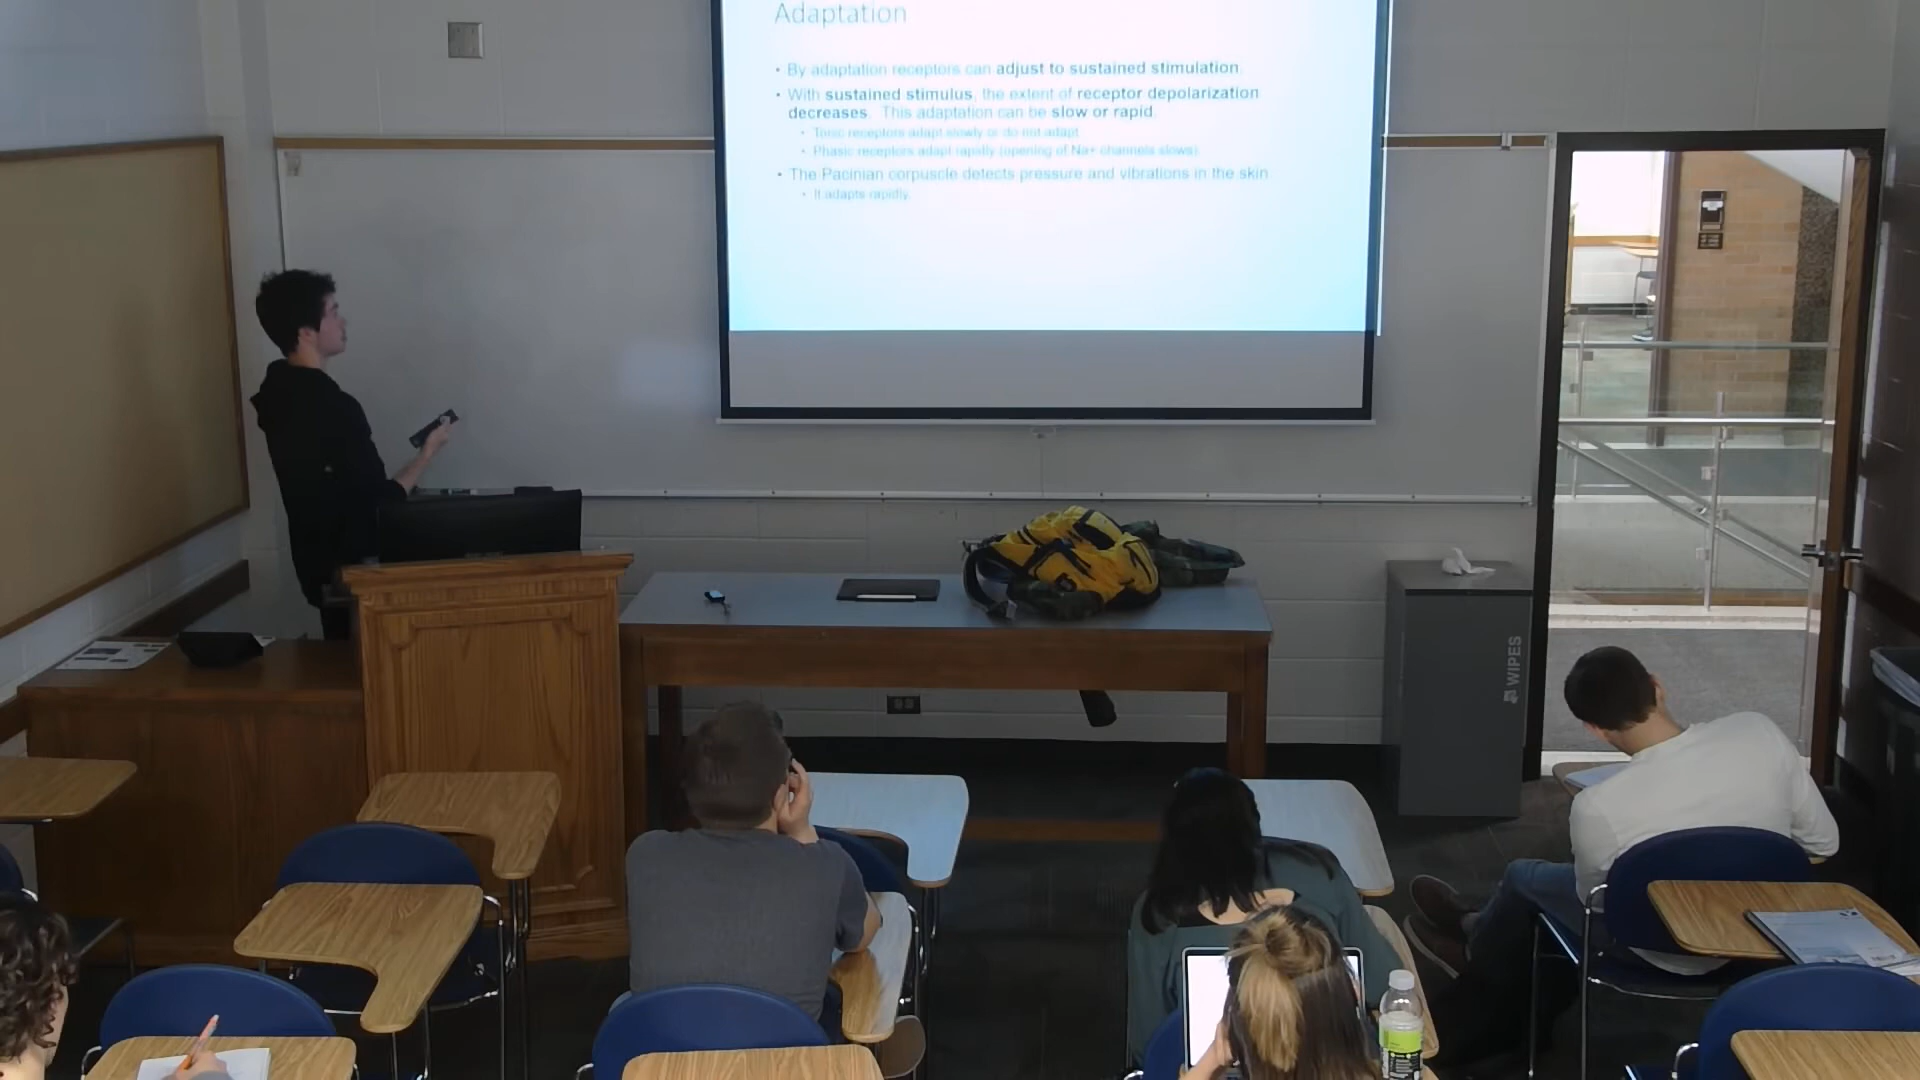 Adaptation
• By adaptation receptors can adjust to sustained stimulation.
• With sustained stimulus, the extent of receptor depolarization
decreases. This adaptation can be slow or rapid.
• Tonic receptors adapt slowly or do not adapt
• Phasic receptors adapt rapidly (opening of Na+ channels slows).
• The Pacinian corpuscle detects pressure and vibrations in the skin
• It adapts rapidly.
WIPES